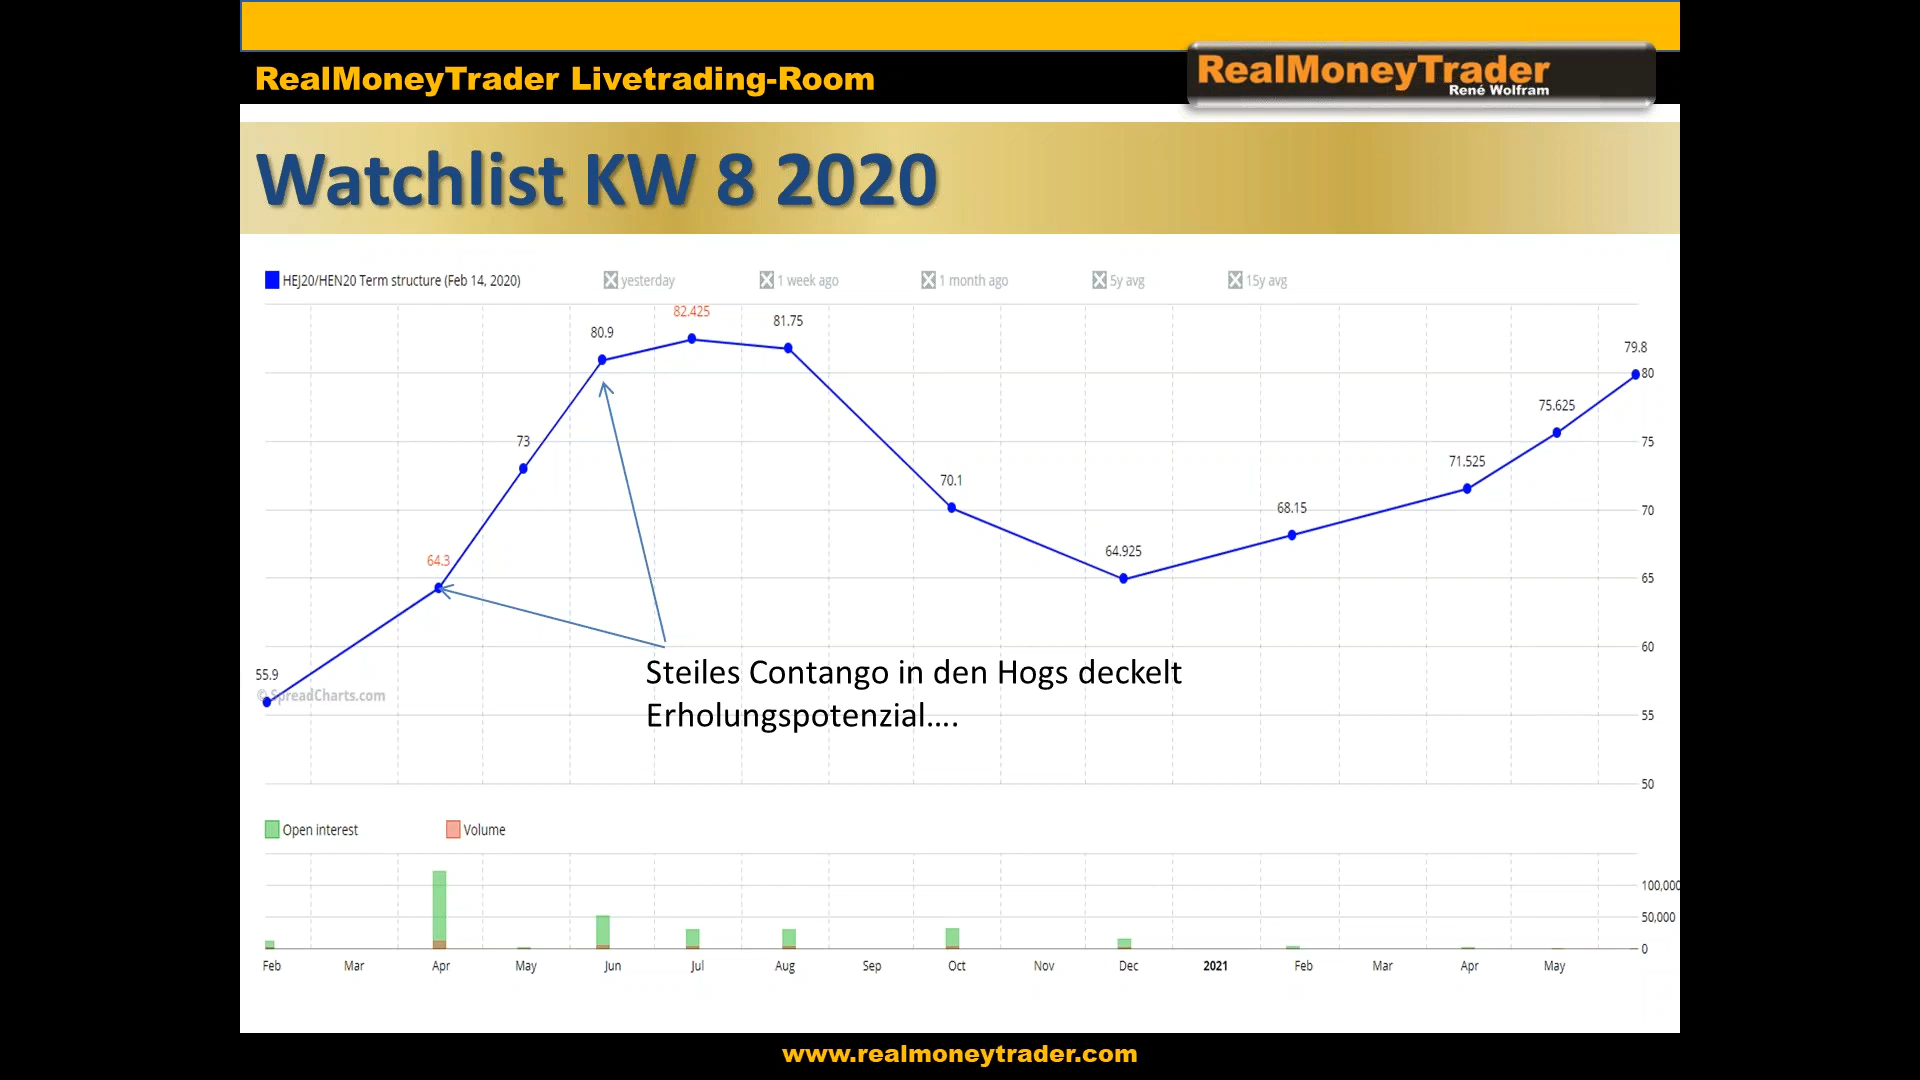 RealMoneyTrader Livetrading-Room
RealMoneyTrader
René Wolfram
Watchlist KW 8 2020
HEJ20/HEN20 Term structure (Feb 14, 2020) yesterday 1 week ago 1 month ago 5y avg 15y avg
82.425
81.75
80.9
79.8
80
75.625
73
75
71.525
70.1
68.15
70
64.925
64.3
65
60
55.9
© SpreadCharts.com
Steiles Contango in den Hogs deckelt
Erholungspotenzial....
55
50
Open interest Volume
100,000
50,000
0
Feb Mar Apr May Jun Jul Aug Sep Oct Nov Dec 2021 Feb Mar Apr May
www.realmoneytrader.com